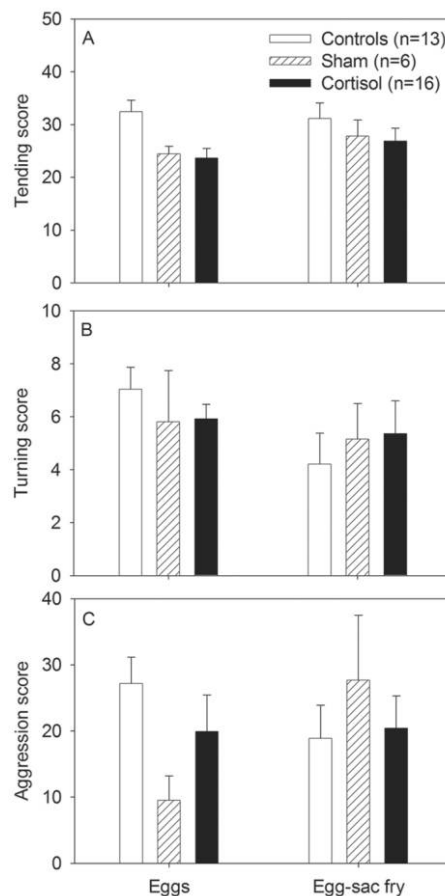 A
Controls (n=13)
Sham (n=6)
Cortisol (n=16)
50
40
30
20
10
0
Tending score
B
10
8
6
4
2
0
Turning score
C
40
30
20
10
0
Aggression score
Eggs
Egg-sac fry